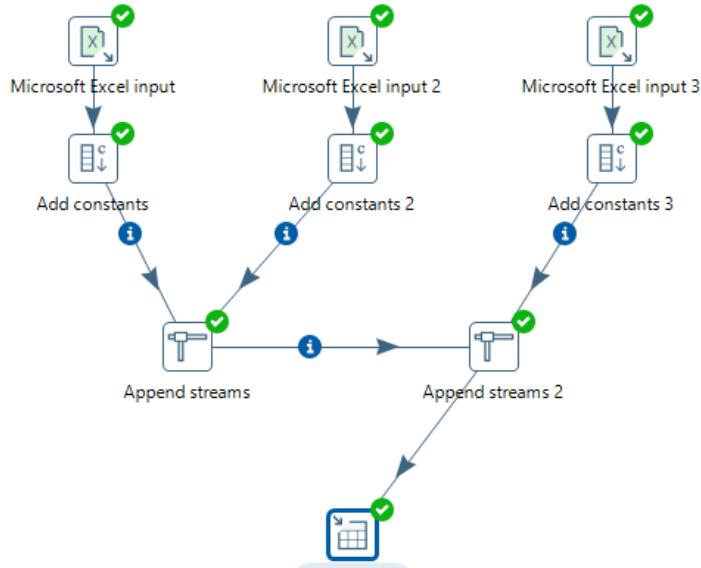 Microsoft Excel input
Microsoft Excel input 2
Microsoft Excel input 3
Add constants
Add constants 2
Add constants 3
Append streams
Append streams 2